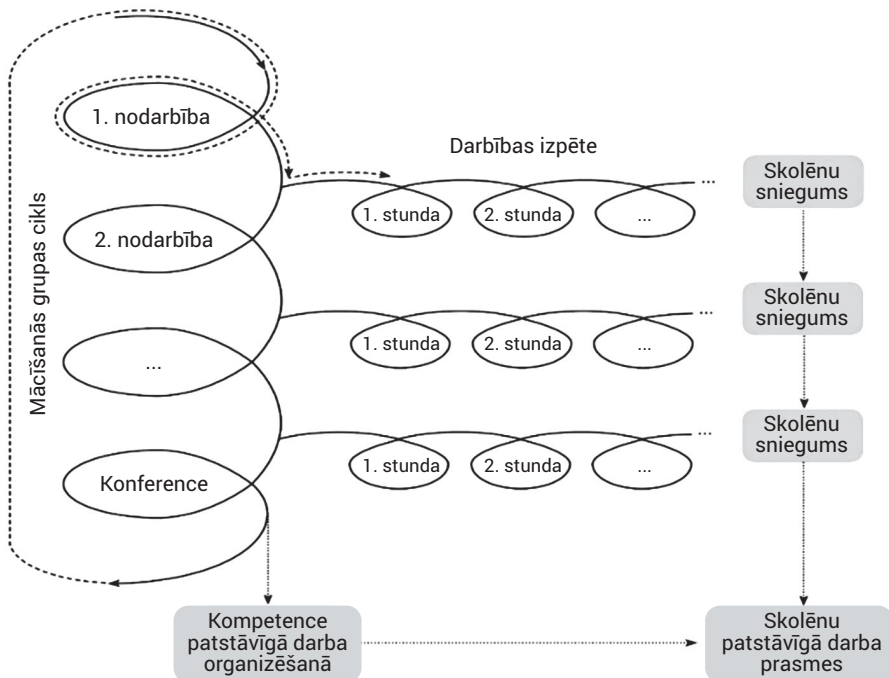 Mācīšanās grupas cikls
1. nodarbība
Darbības izpēte
1. stunda
2. stunda
...
...
Skolēnu
sniegums
2. nodarbība
1. stunda
2. stunda
...
...
Skolēnu
sniegums
...
1. stunda
2. stunda
...
...
Skolēnu
sniegums
Konference
Kompetence
patstāvīgā darba
organizēšanā
Skolēnu
patstāvīgā darba
prasmes